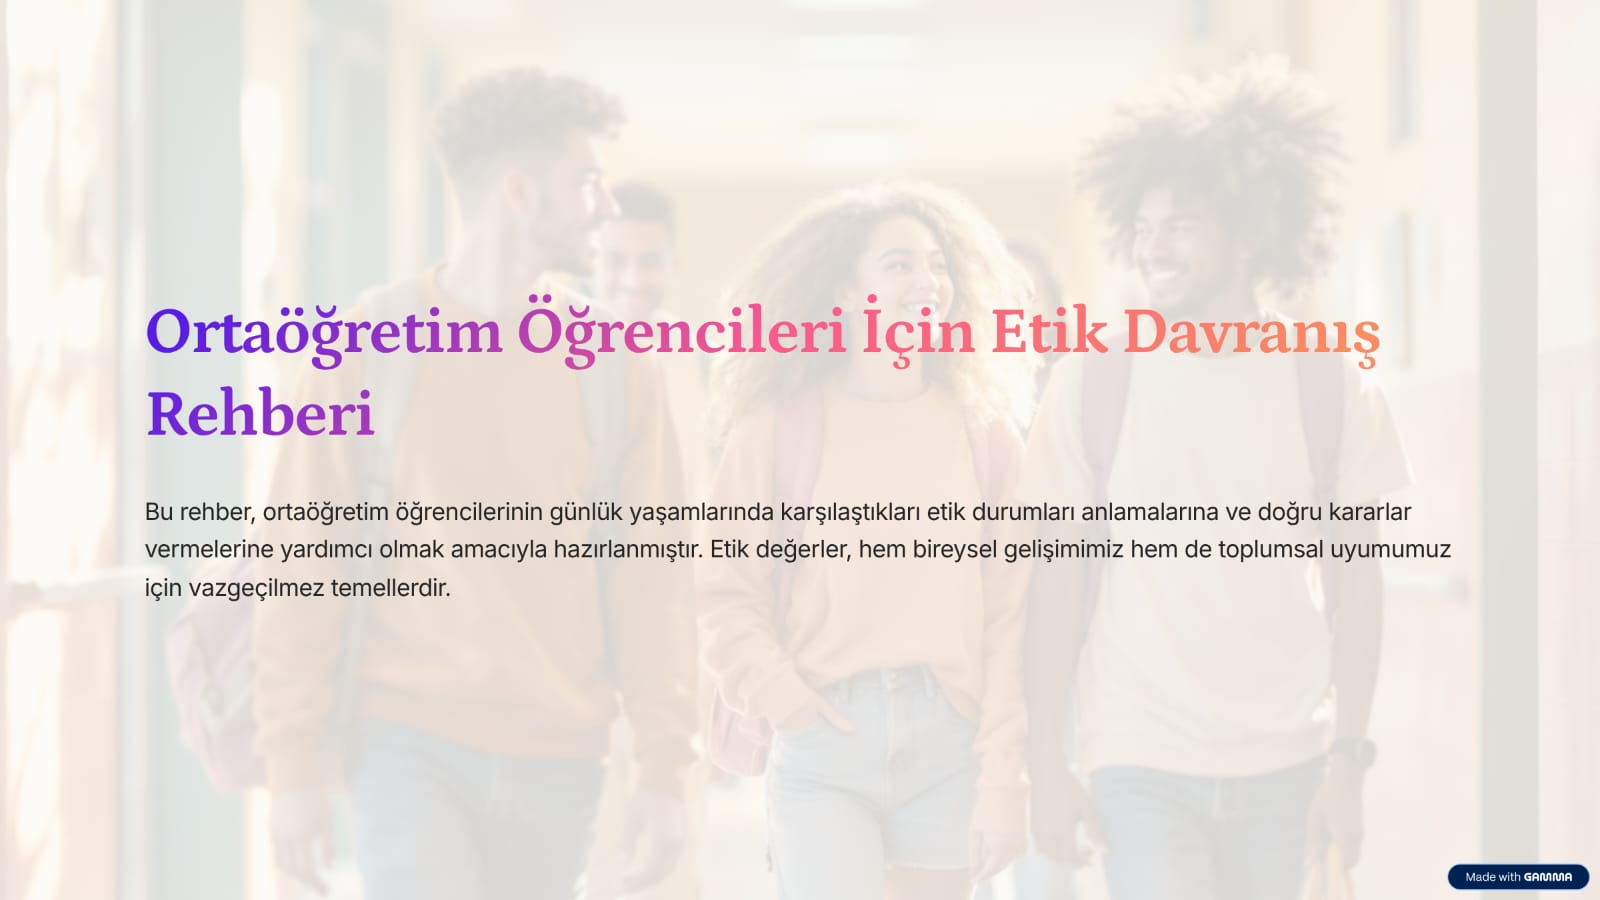 Ortaöğretim Öğrencileri İçin Etik Davranış
Rehberi
Bu rehber, ortaöğretim öğrencilerinin günlük yaşamlarında karşılaştıkları etik durumları anlamalarına ve doğru kararlar
vermelerine yardımcı olmak amacıyla hazırlanmıştır. Etik değerler, hem bireysel gelişimimiz hem de toplumsal uyumumuz
için vazgeçilmez temellerdir.
Made with GAMMA